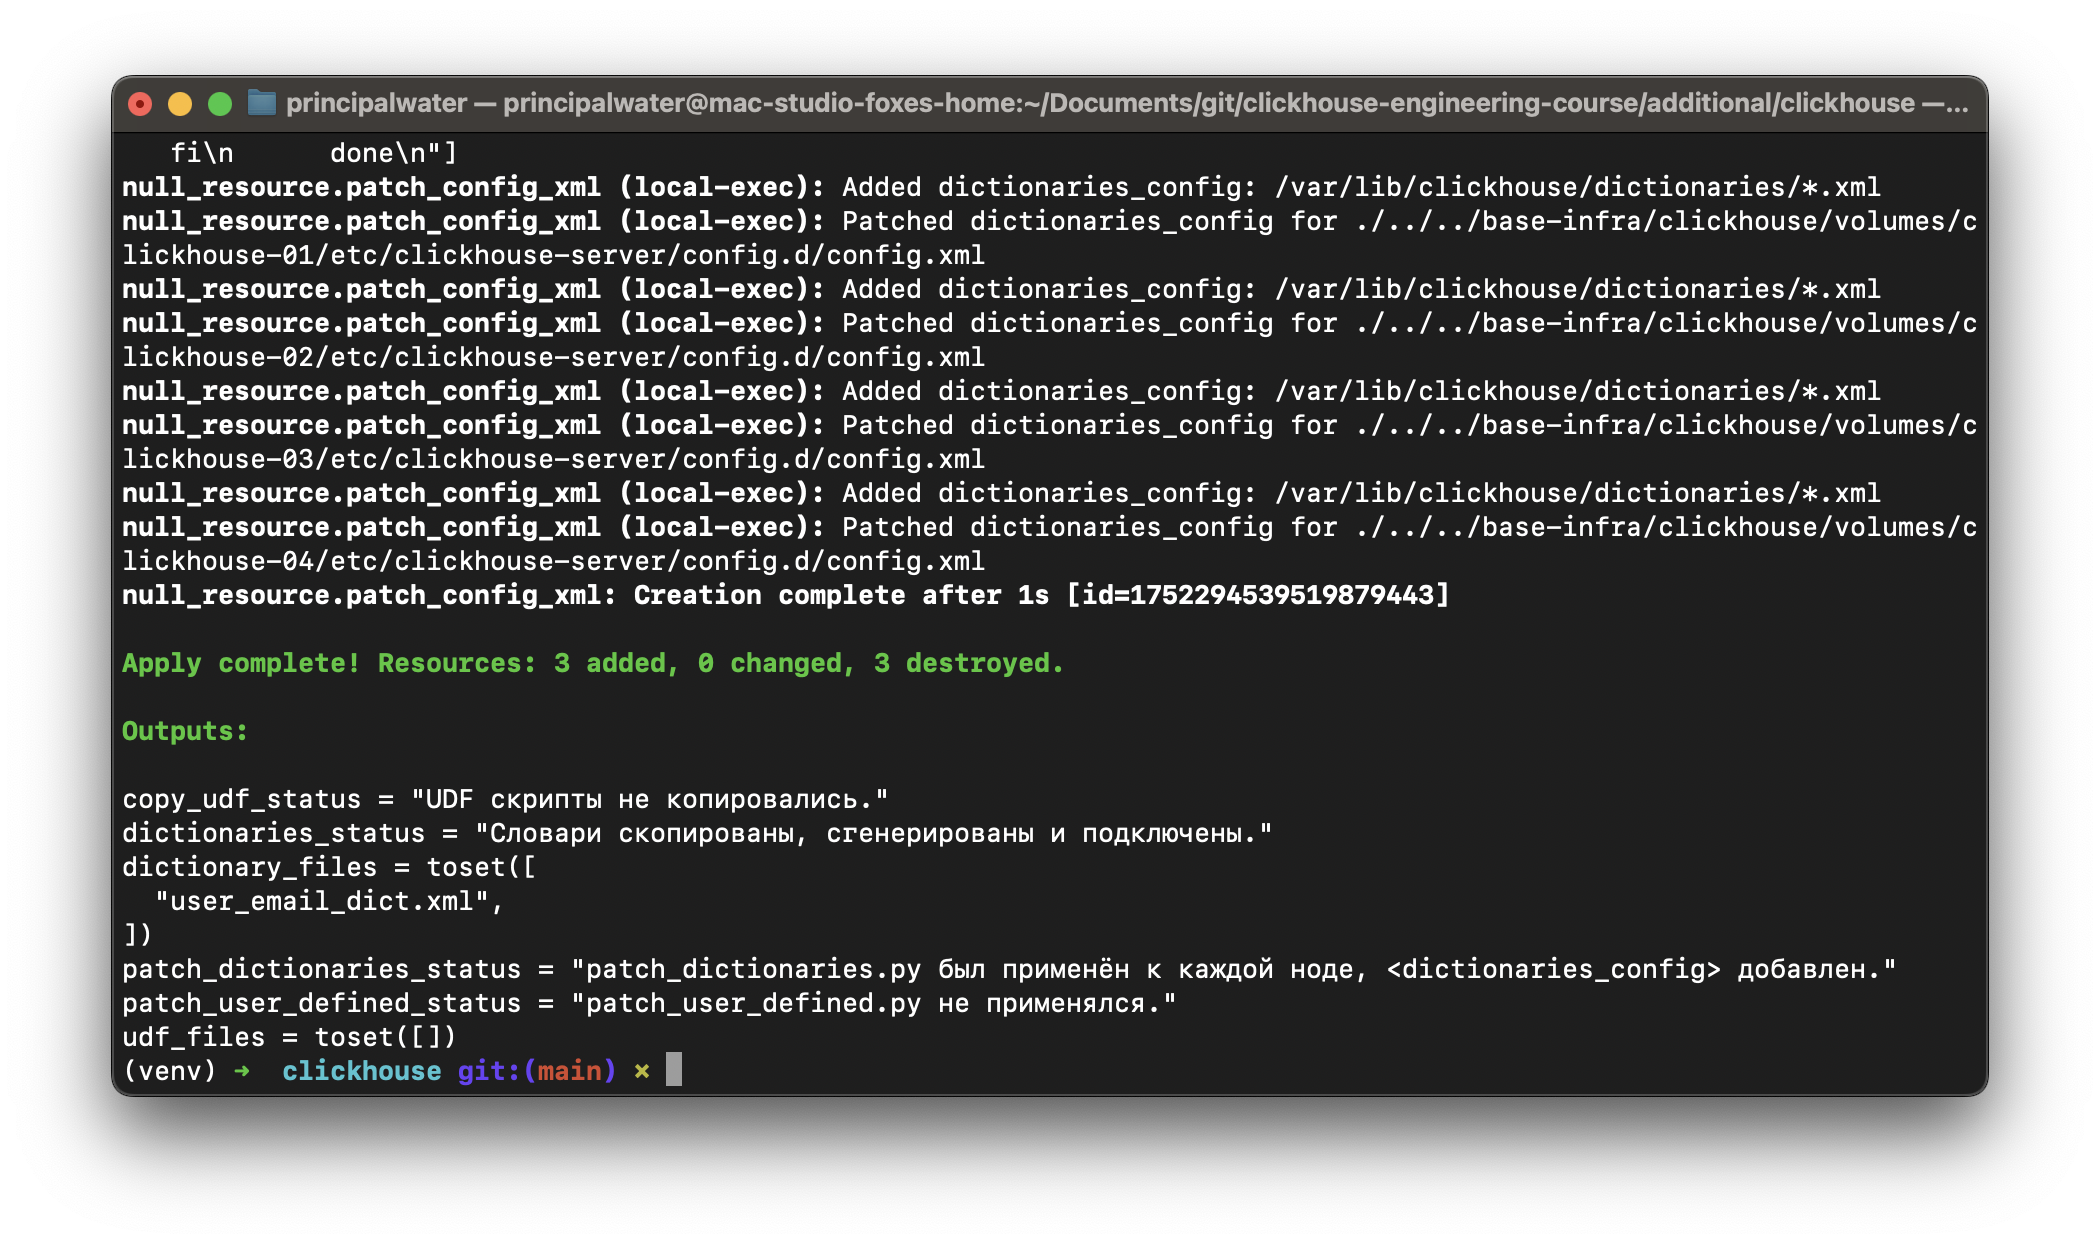 principalwater — principalwater@mac-studio-foxes-home:~/Documents/git/clickhouse-engineering-course/additional/clickhouse —...
   fi\n      done\n"]
null_resource.patch_config_xml (local-exec): Added dictionaries_config: /var/lib/clickhouse/dictionaries/*.xml
null_resource.patch_config_xml (local-exec): Patched dictionaries_config for ./../../base-infra/clickhouse/volumes/c
lickhouse-01/etc/clickhouse-server/config.d/config.xml
null_resource.patch_config_xml (local-exec): Added dictionaries_config: /var/lib/clickhouse/dictionaries/*.xml
null_resource.patch_config_xml (local-exec): Patched dictionaries_config for ./../../base-infra/clickhouse/volumes/c
lickhouse-02/etc/clickhouse-server/config.d/config.xml
null_resource.patch_config_xml (local-exec): Added dictionaries_config: /var/lib/clickhouse/dictionaries/*.xml
null_resource.patch_config_xml (local-exec): Patched dictionaries_config for ./../../base-infra/clickhouse/volumes/c
lickhouse-03/etc/clickhouse-server/config.d/config.xml
null_resource.patch_config_xml (local-exec): Added dictionaries_config: /var/lib/clickhouse/dictionaries/*.xml
null_resource.patch_config_xml (local-exec): Patched dictionaries_config for ./../../base-infra/clickhouse/volumes/c
lickhouse-04/etc/clickhouse-server/config.d/config.xml
null_resource.patch_config_xml: Creation complete after 1s [id=1752294539519879443]
Apply complete! Resources: 3 added, 0 changed, 3 destroyed.
Outputs:
copy_udf_status = "UDF скрипты не копировались."
dictionaries_status = "Словари скопированы, сгенерированы и подключены."
dictionary_files = toset([
  "user_email_dict.xml",
])
patch_dictionaries_status = "patch_dictionaries.py был применён к каждой ноде, <dictionaries_config> добавлен."
patch_user_defined_status = "patch_user_defined.py не применялся."
udf_files = toset([])
(venv) ➜  clickhouse git:(main) ✗